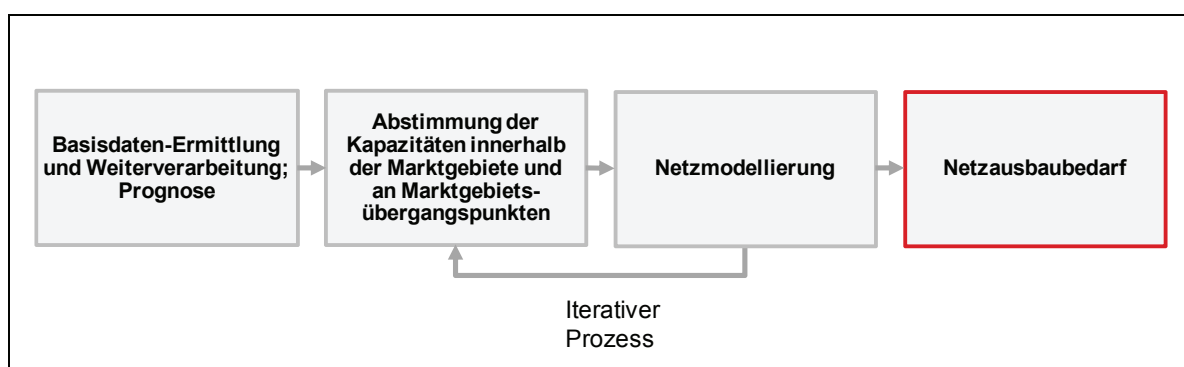 Basisdaten-Ermittlung
und Weiterverarbeitung;
Prognose
Abstimmung der
Kapazitäten innerhalb
der Marktgebiete und
an Marktgebiets-
übergangspunkten
Netzmodellierung
Netzausbaubedarf
Iterativer
Prozess